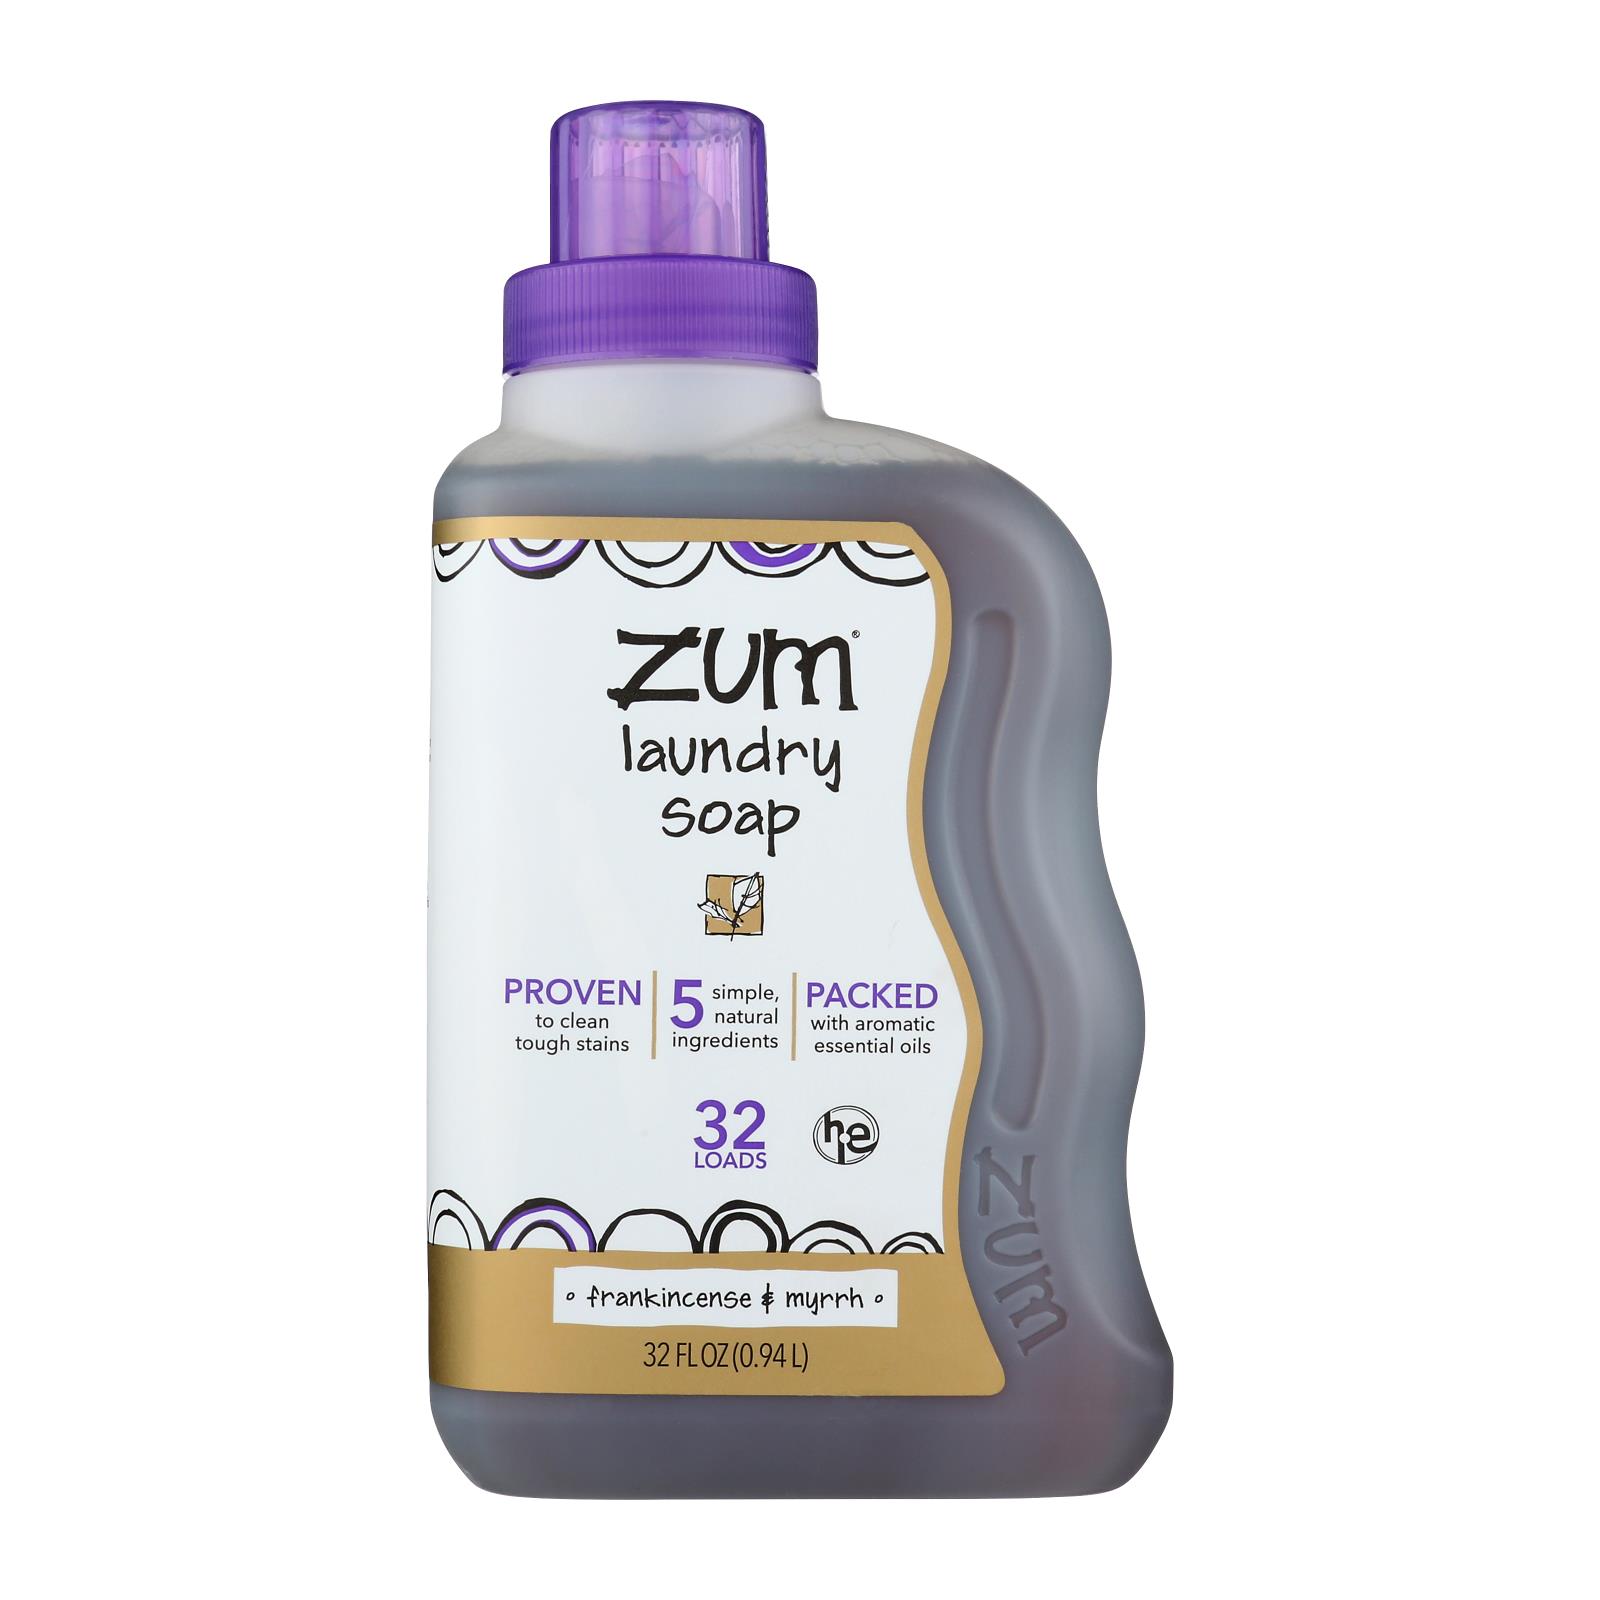 zum®
laundry
soap
PROVEN
to clean
tough stains
5 simple,
natural
ingredients
PACKED
with aromatic
essential oils
32
LOADS
he
frankincense & myrrh
32 FL OZ (0.94 L)
zum